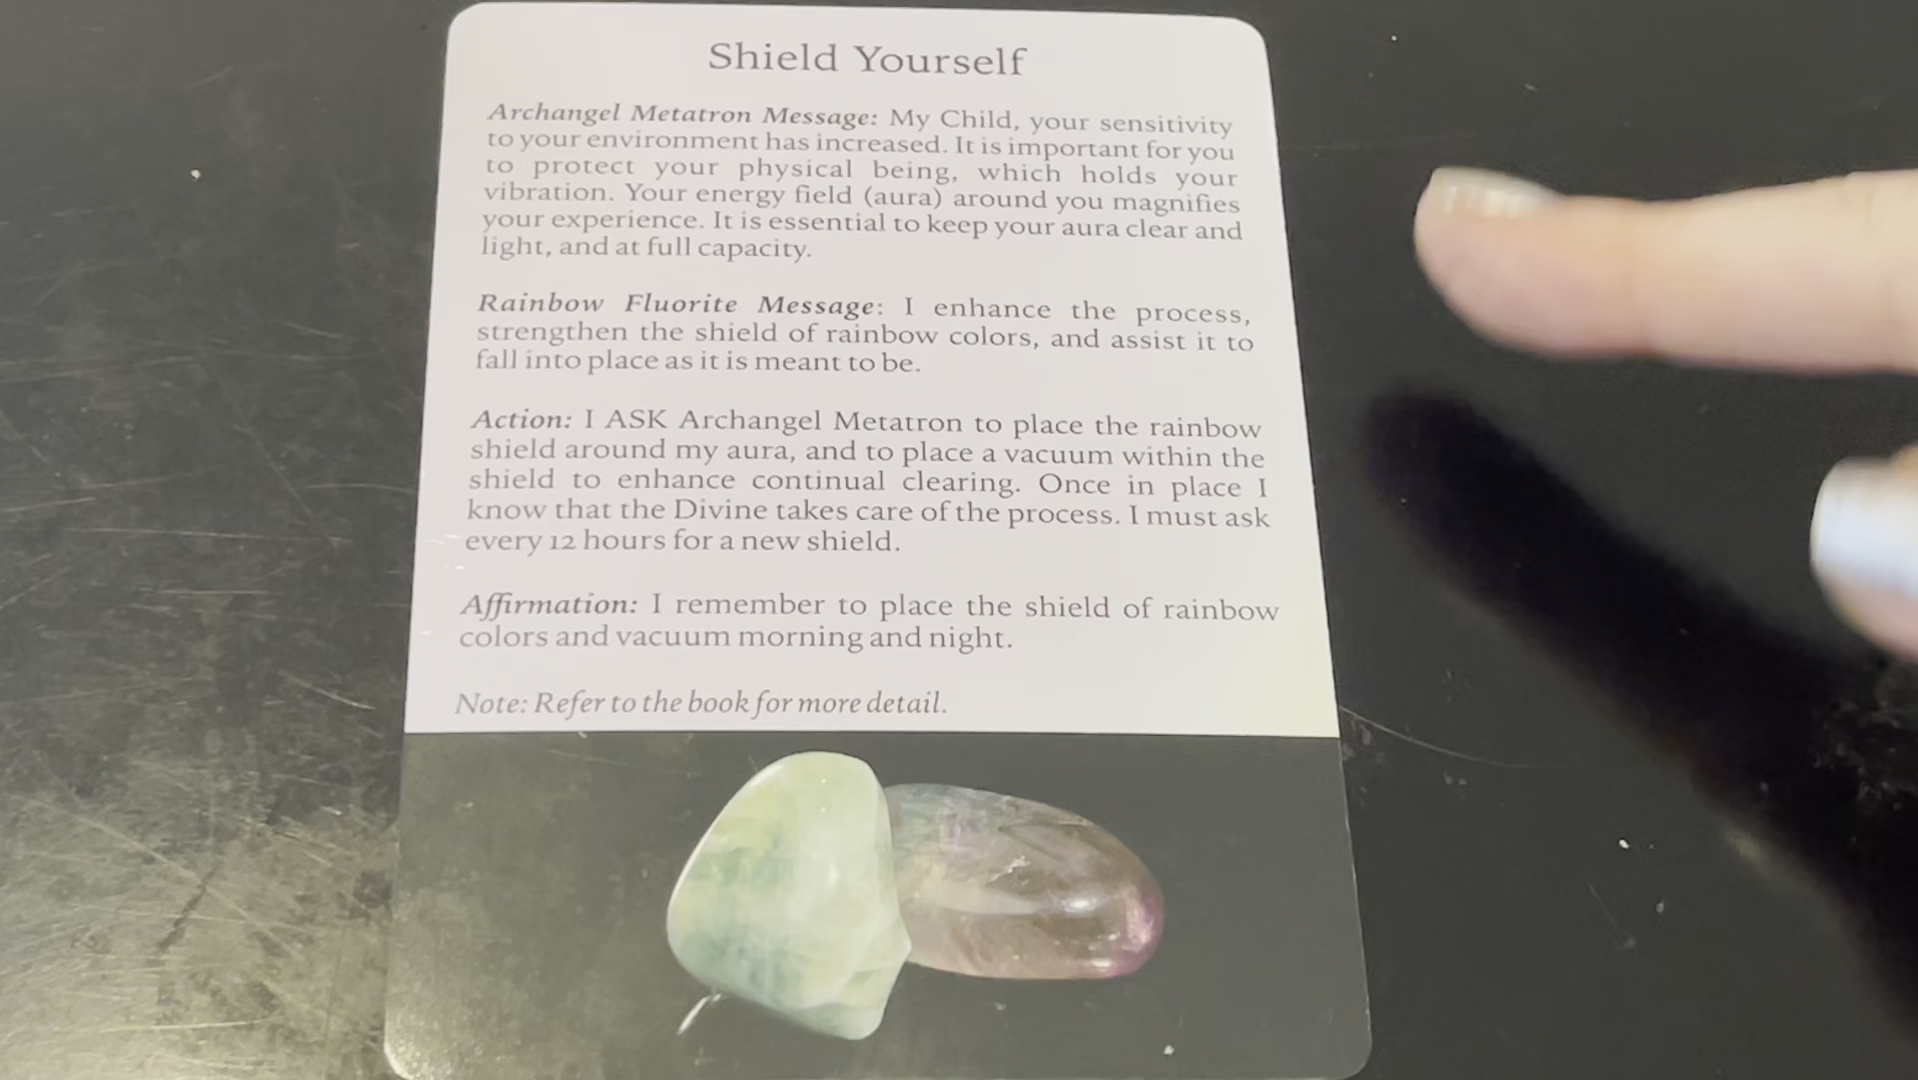 Shield Yourself
Archangel Metatron Message: My Child, your sensitivity
to your environment has increased. It is important for you
to protect your physical being, which holds your
vibration. Your energy field (aura) around you magnifies
your experience. It is essential to keep your aura clear and
light, and at full capacity.
Rainbow Fluorite Message: I enhance the process,
strengthen the shield of rainbow colors, and assist it to
fall into place as it is meant to be.
Action: I ASK Archangel Metatron to place the rainbow
shield around my aura, and to place a vacuum within the
shield to enhance continual clearing. Once in place I
know that the Divine takes care of the process. I must ask
every 12 hours for a new shield.
Affirmation: I remember to place the shield of rainbow
colors and vacuum morning and night.
Note: Refer to the book for more detail.